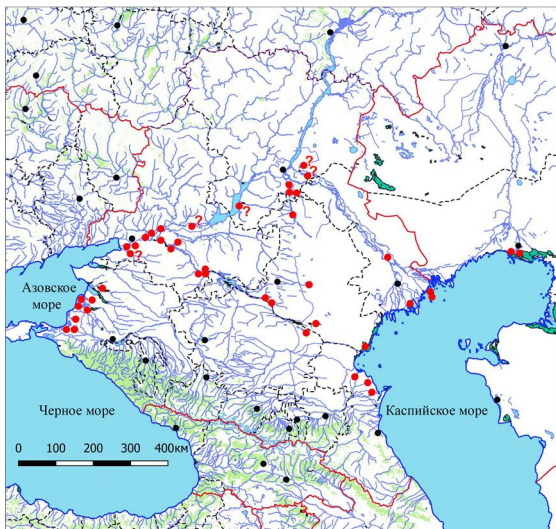 ?
?
?
?
?
Азовское
море
Черное море
Каспийское море
0 100 200 300 400км